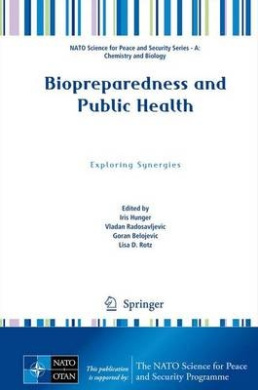 NATO Science for Peace and Security Series - A:
Chemistry and Biology
Biopreparedness and
Public Health
Exploring Synergies
Edited by
Iris Hunger
Vladan Radosavljevic
Goran Belojevic
Lisa D. Rotz
Springer
NATO
OTAN
This publication
is supported by:
The NATO Science for Peace
and Security Programme